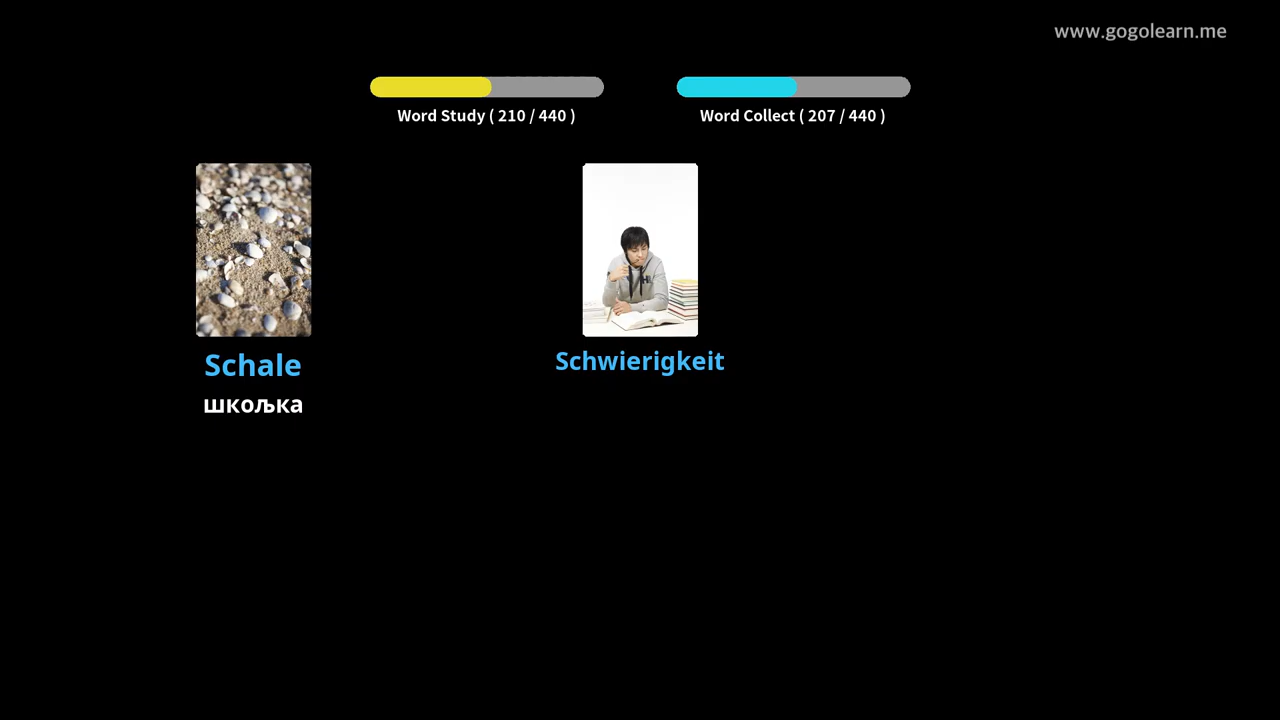 www.gogolearn.me
Word Study ( 210 / 440 )
Word Collect ( 207 / 440 )
Schale
шкољка
Schwierigkeit